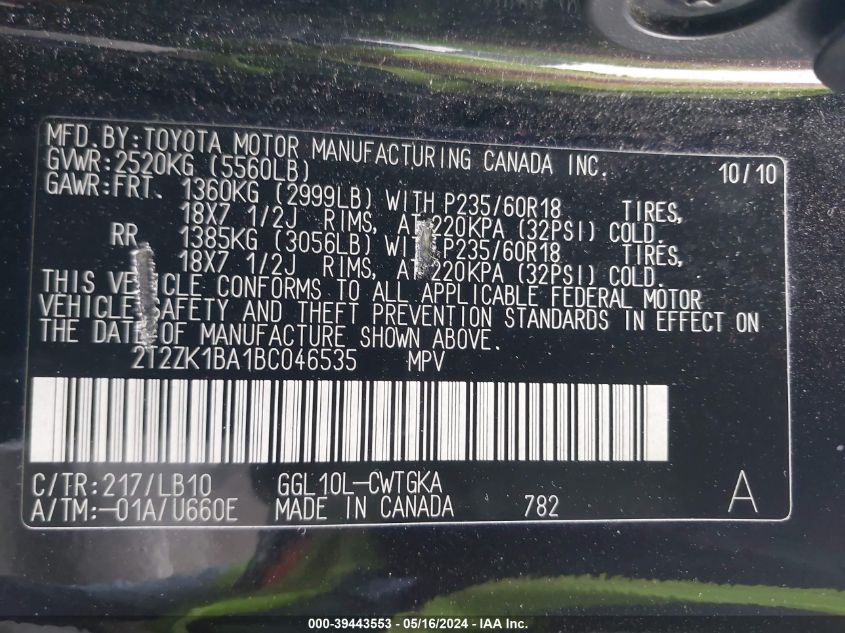 MFD.BY:TOYOTA MOTOR MANUFACTURING CANADA INC. 10/10
GVWR:2520KG (5560LB)
GAWR:FRT. 1360KG (2999LB) WITH P235/60R18 TIRES,
18X7 1/2J RIMS, AT 220KPA (32PSI) COLD.
RR 1385KG (3056LB) WITH P235/60R18 TIRES,
18X7 1/2J RIMS, AT 220KPA (32PSI) COLD.
THIS VEHICLE CONFORMS TO ALL APPLICABLE FEDERAL MOTOR
VEHICLE SAFETY AND THEFT PREVENTION STANDARDS IN EFFECT ON
THE DATE OF MANUFACTURE SHOWN ABOVE.
2T2ZK1BA1BC046535 MPV
C/TR:217/LB10 GGL10L-CWTGKA
A/TM:-01A/U660E MADE IN CANADA 782 A
000-39443553 - 05/16/2024 - IAA Inc.